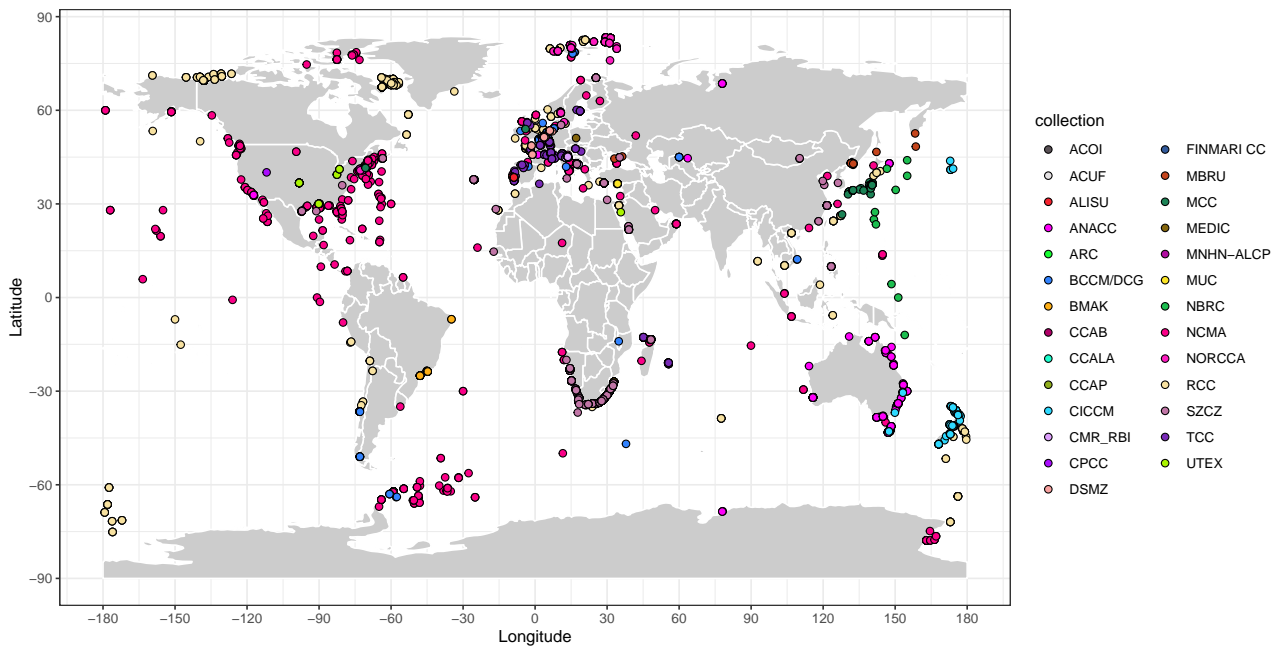 90
60
30
0
−30
−60
−90
Latitude
−180
−150
−120
−90
−60
−30
0
30
60
90
120
150
180
Longitude
collection
ACOI
ACUF
ALISU
ANACC
ARC
BCCM/DCG
BMAK
CCAB
CCALA
CCAP
CICCM
CMR_RBI
CPCC
DSMZ
FINMARI CC
MBRU
MCC
MEDIC
MNHN−ALCP
MUC
NBRC
NCMA
NORCCA
RCC
SZCZ
TCC
UTEX